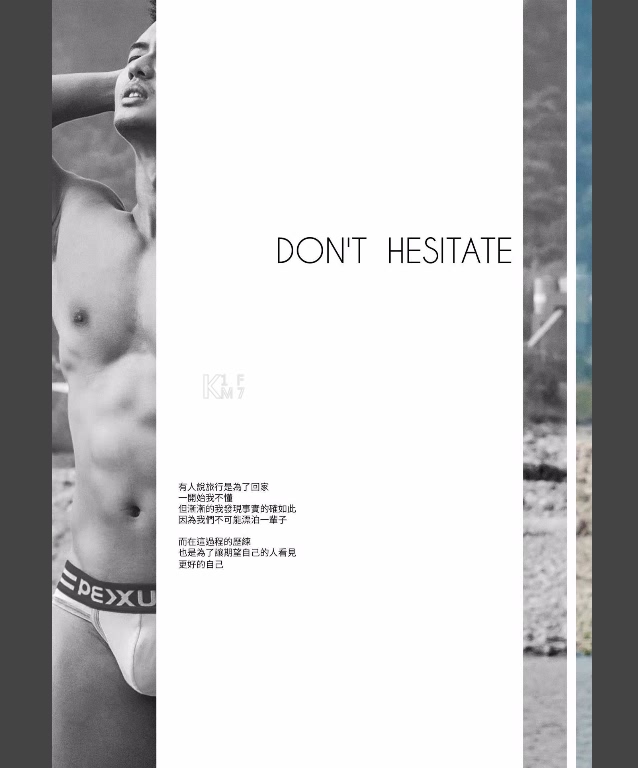 DON'T HESITATE
K1F
M7
有人說旅行是為了回家
一開始我不懂
但漸漸的我發現事實的確如此
因為我們不可能漂泊一輩子
而在這過程的歷練
也是為了讓期望自己的人看見
更好的自己